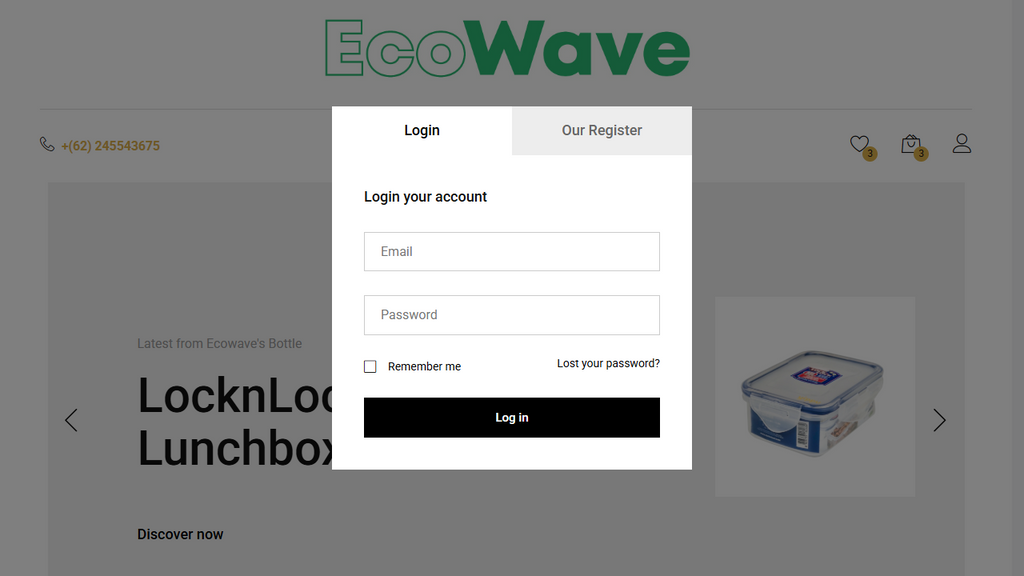 EcoWave
Login
Our Register
+(62) 245543675
3
3
Login your account
Email
Password
Remember me
Lost your password?
Log in
Latest from Ecowave's Bottle
LocknLoc
Lunchbox
Discover now